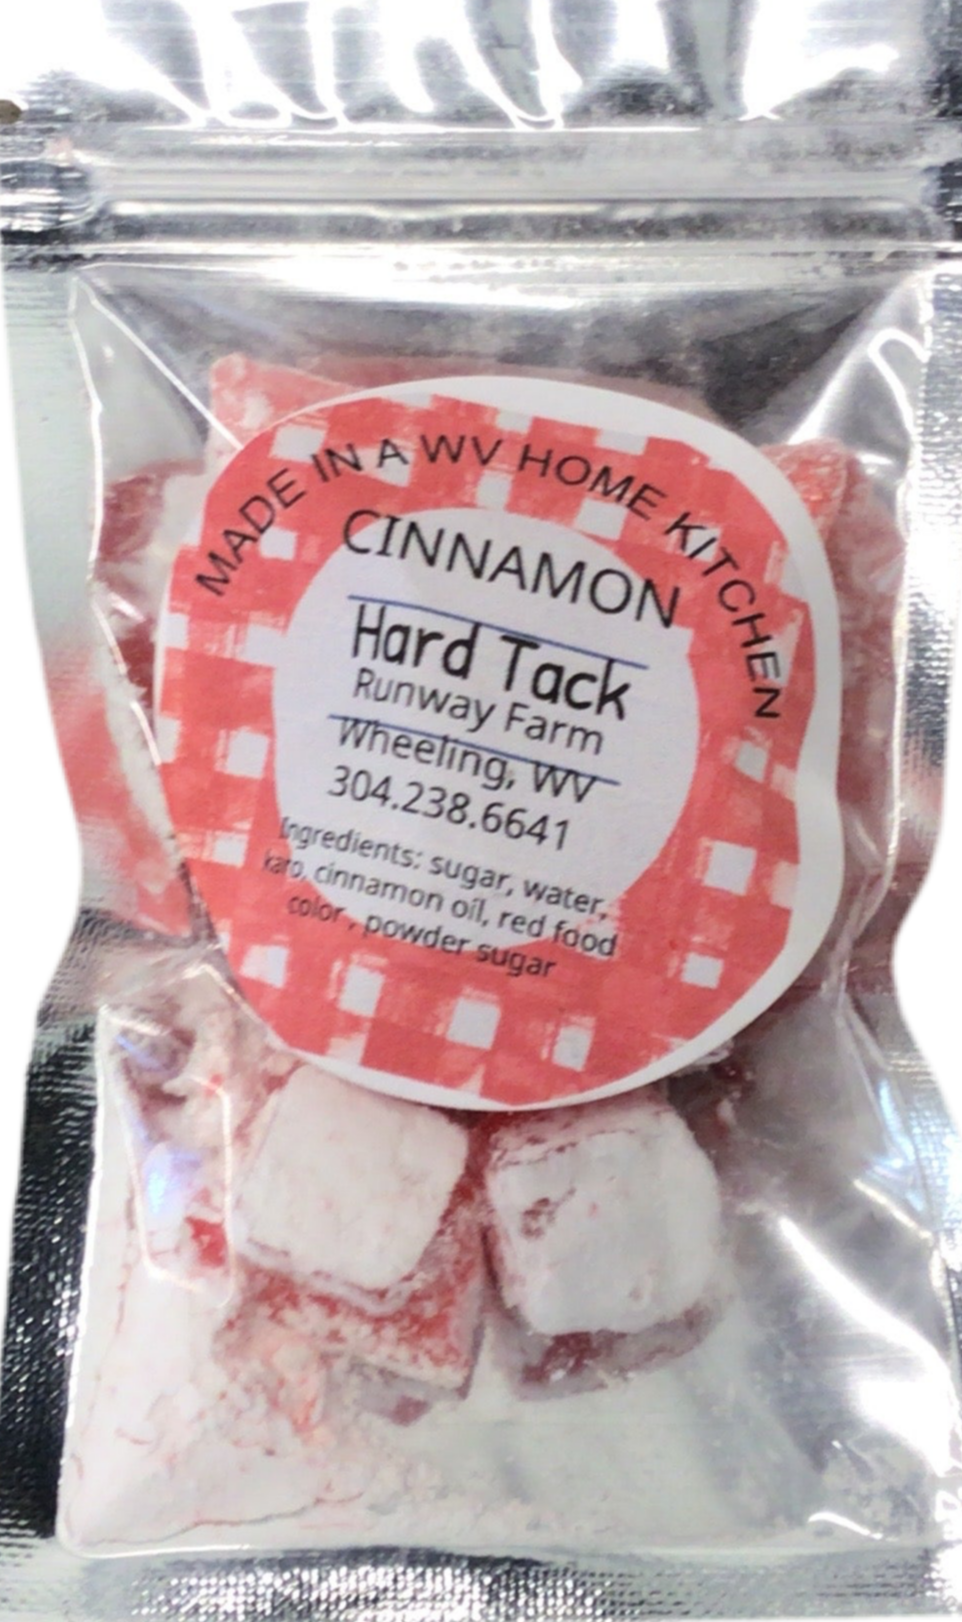 MADE IN A WV HOME KITCHEN
CINNAMON
Hard Tack
Runway Farm
Wheeling, WV
304.238.6641
Ingredients: sugar, water,
karo, cinnamon oil, red food
color, powder sugar